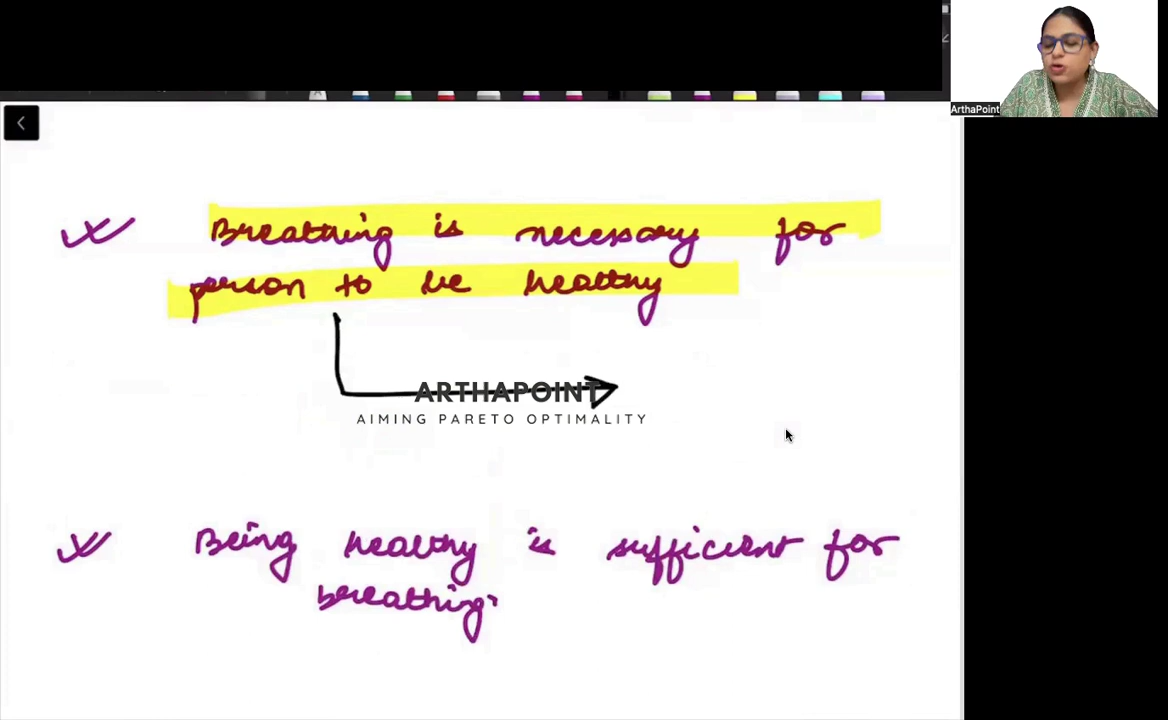 ArthaPoint
Breathing is necessary for
person to be healthy
ARTHAPOINT
AIMING PARETO OPTIMALITY
Being healthy is sufficient for
breathing.